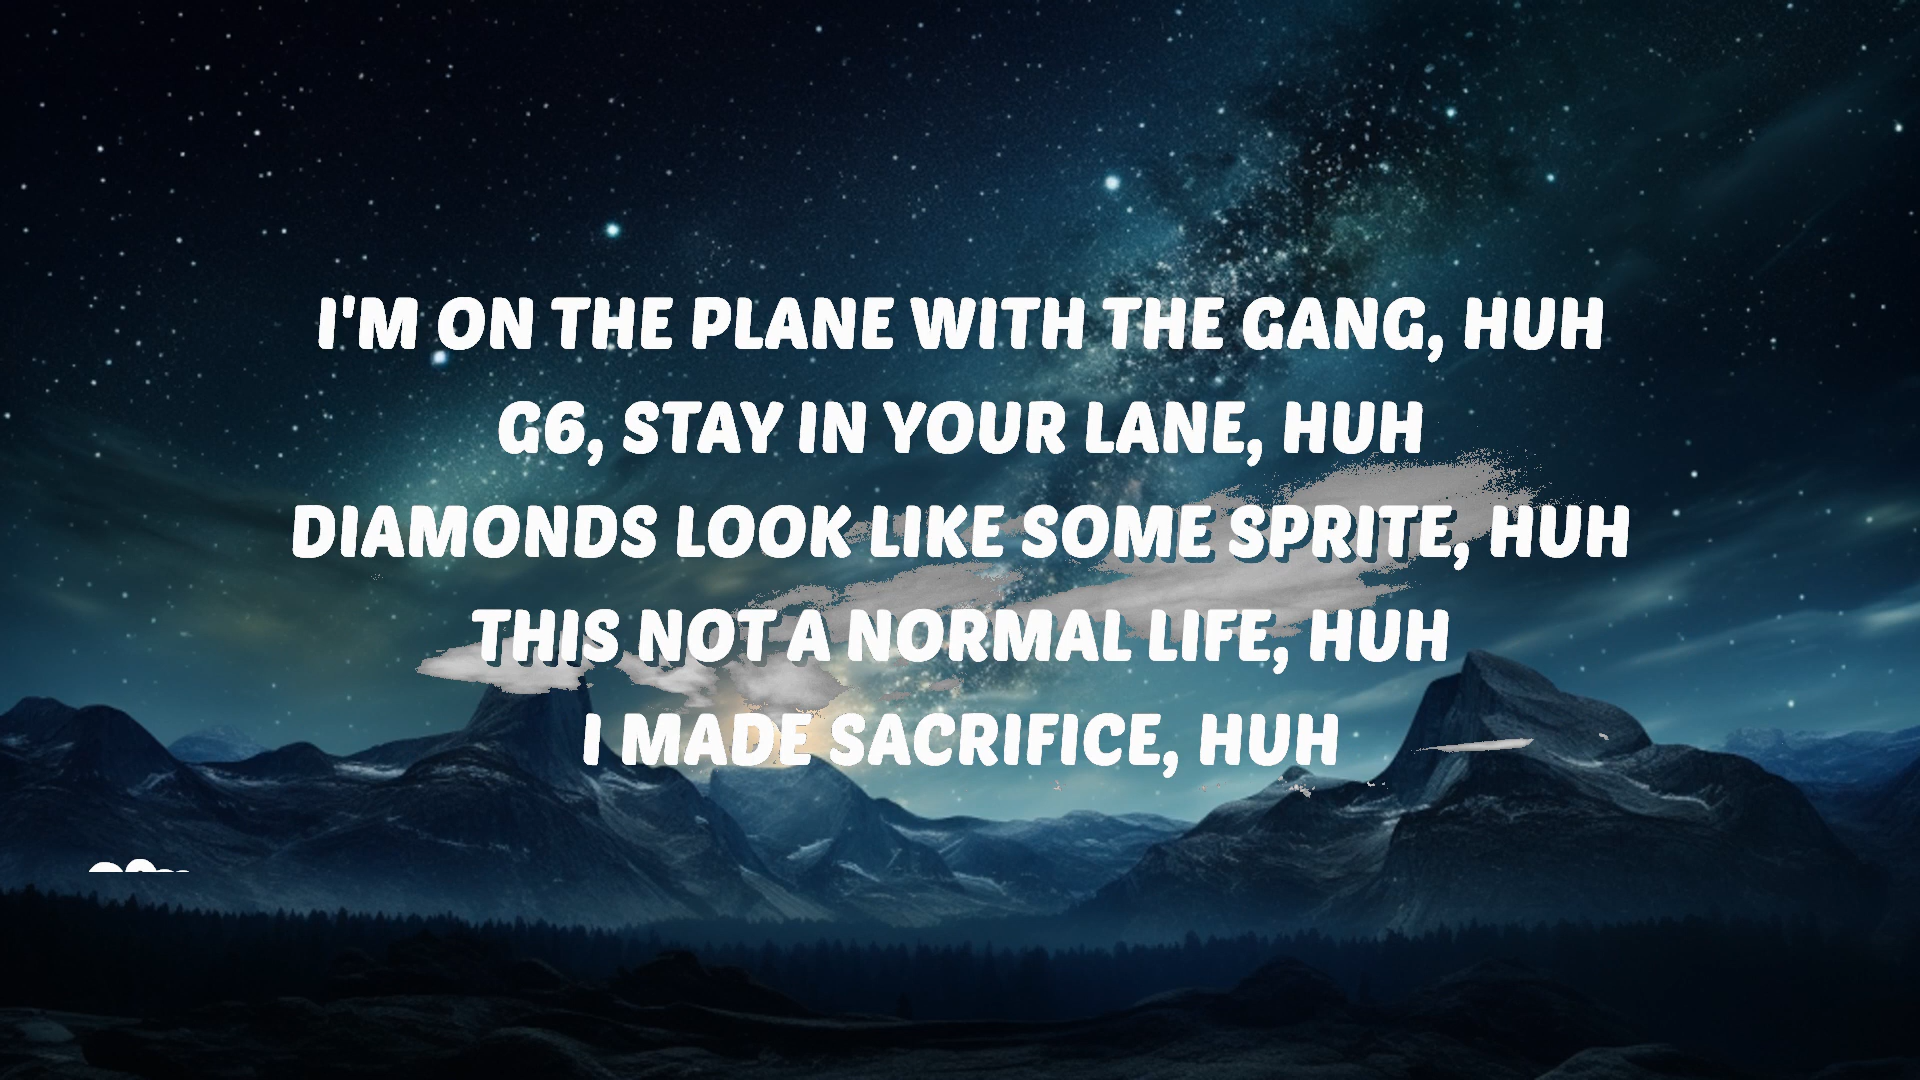 I'M ON THE PLANE WITH THE GANG, HUH
G6, STAY IN YOUR LANE, HUH
DIAMONDS LOOK LIKE SOME SPRITE, HUH
THIS NOT A NORMAL LIFE, HUH
I MADE SACRIFICE, HUH